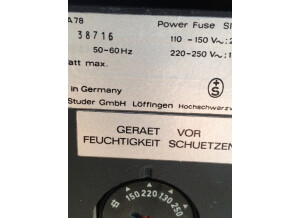 A78 Power Fuse
38716 110 - 150 V~:
50-60Hz 220-250 V~:
att max.
in Germany
Studer GmbH Löffingen Hochschwarzw
GERAET VOR
FEUCHTIGKEIT SCHUETZEN
150 220 130 250